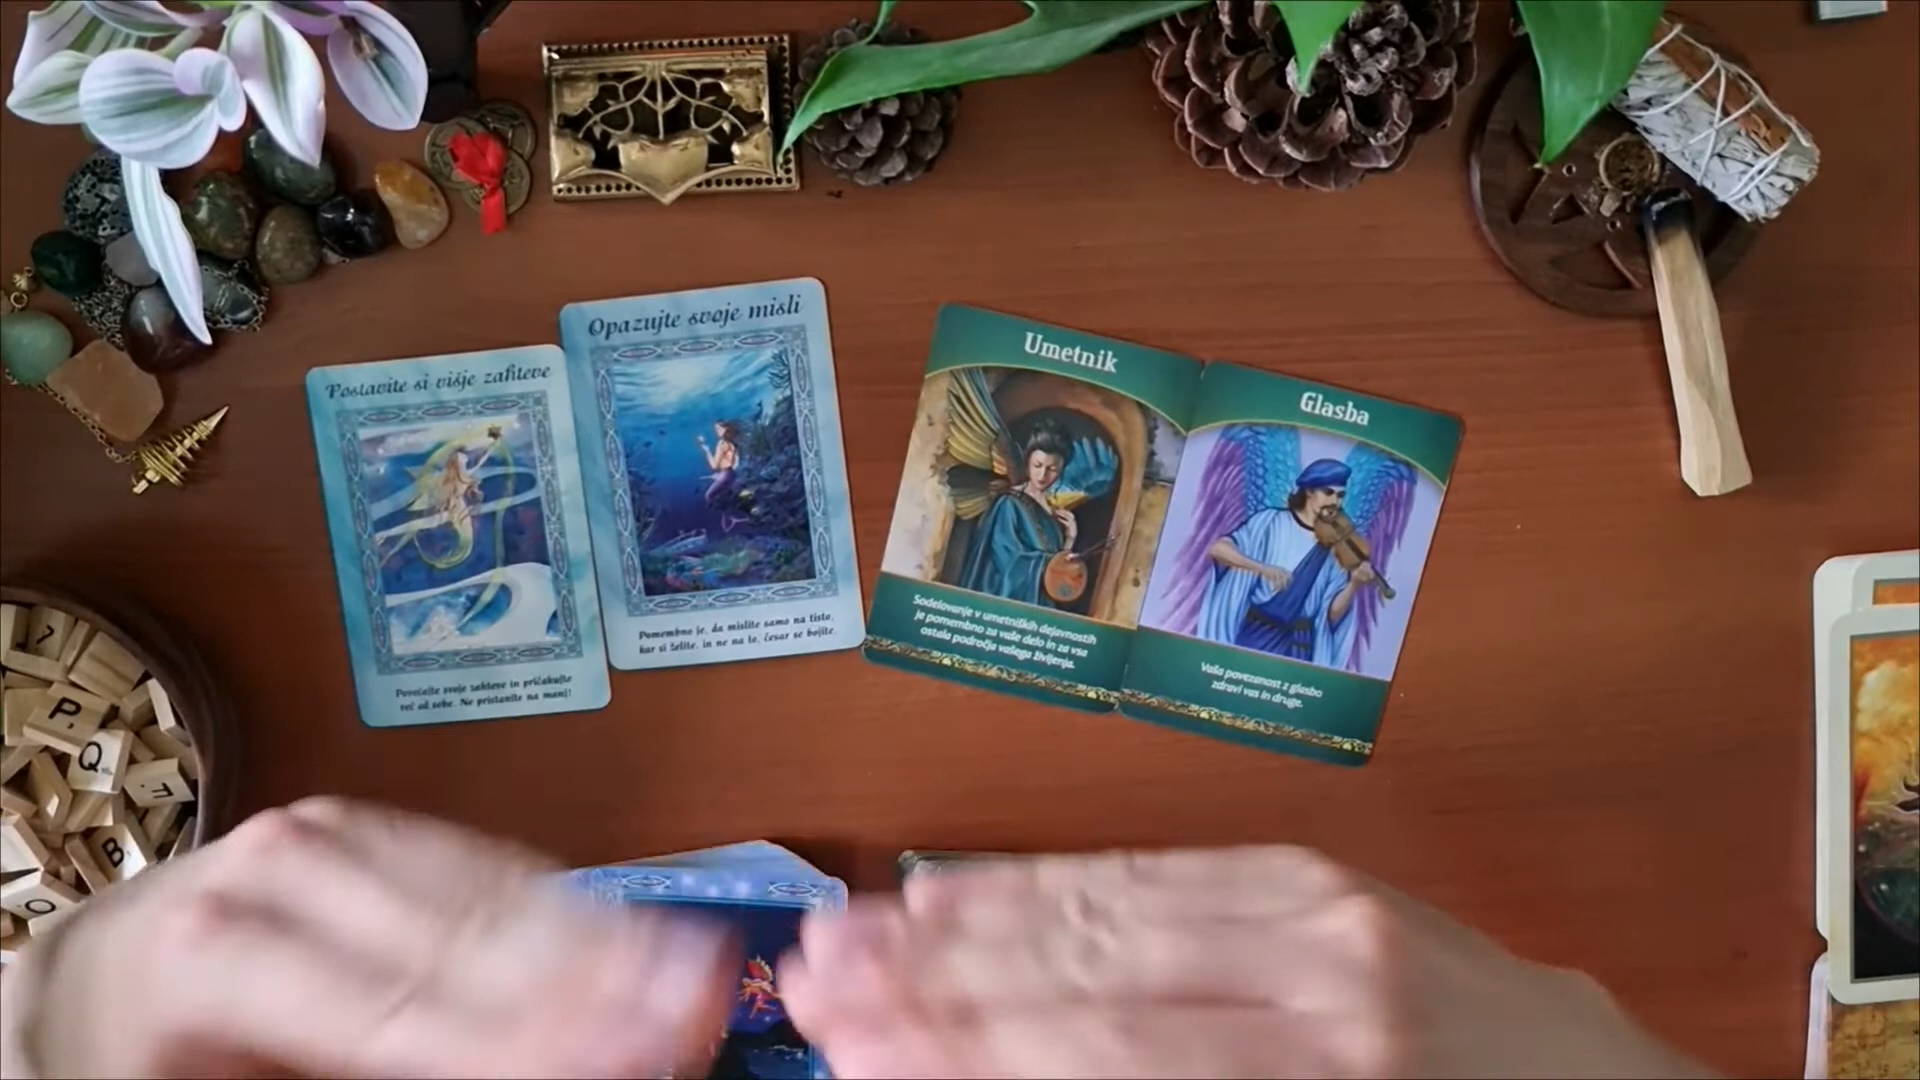 Postavite si višje zahteve
Povečajte svoje zahteve in pričakujte
več od sebe. Ne pristanite na manj!
Opazujte svoje misli
Pomembno je, da mislite samo na tisto,
kar si želite, in ne na to, česar se bojite.
Umetnik
Sodelovanje v umetniških dejavnostih
je pomembno za vaše delo in za vsa
ostala področja vašega življenja.
Glasba
Vaša povezanost z glasbo
zdravi vas in druge.
P
Q
B
O